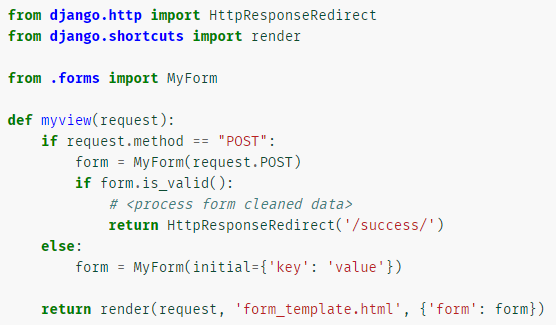 from django.http import HttpResponseRedirect
from django.shortcuts import render

from .forms import MyForm

def myview(request):
    if request.method == "POST":
        form = MyForm(request.POST)
        if form.is_valid():
            # <process form cleaned data>
            return HttpResponseRedirect('/success/')
    else:
        form = MyForm(initial={'key': 'value'})

    return render(request, 'form_template.html', {'form': form})